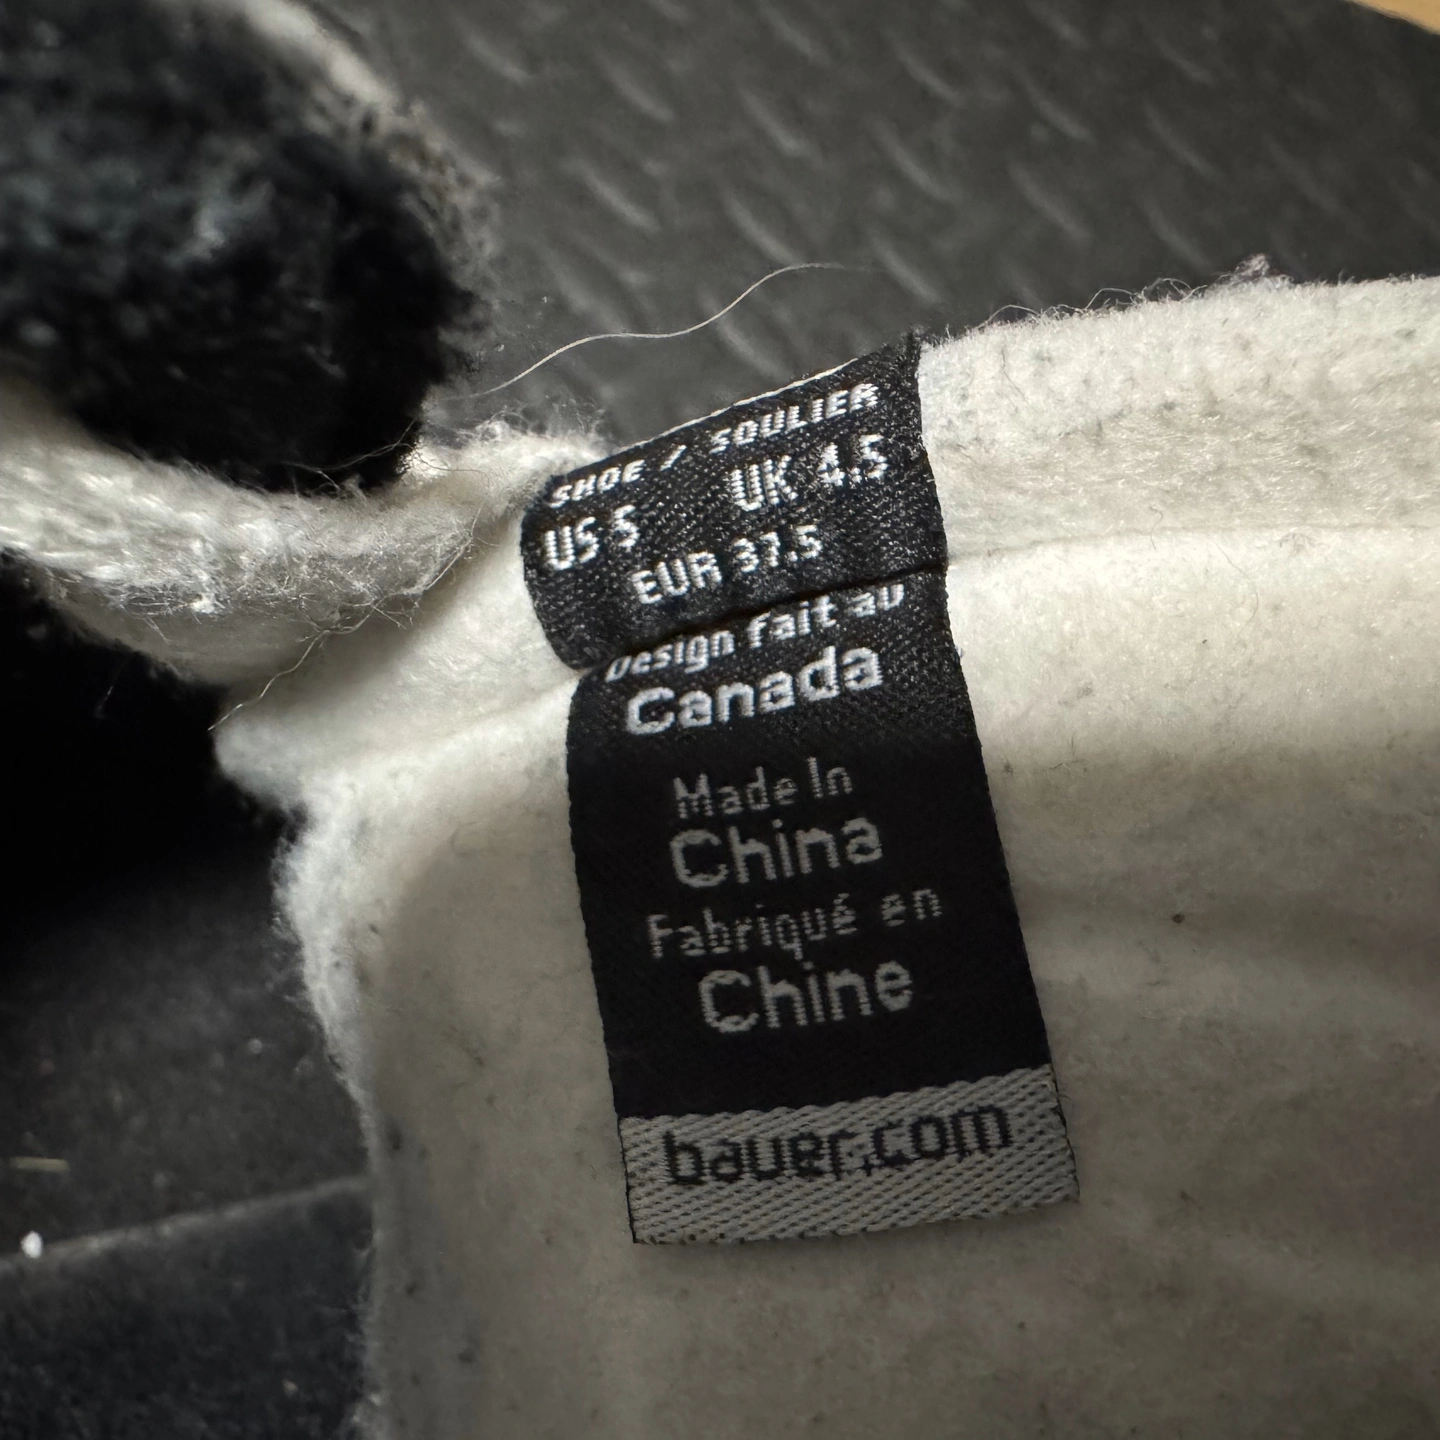 SHOE / SOULIER
US 5 UK 4.5
EUR 37.5
Design fait au
Canada
Made In
China
Fabriqué en
Chine
bauer.com